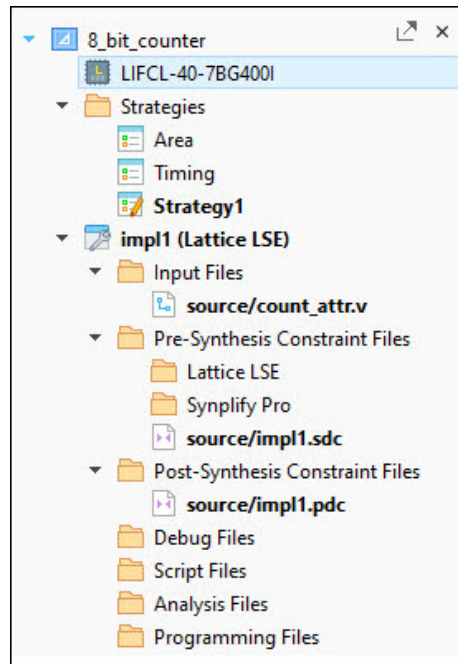 8_bit_counter
LIFCL-40-7BG400I
Strategies
Area
Timing
Strategy1
impl1 (Lattice LSE)
Input Files
source/count_attr.v
Pre-Synthesis Constraint Files
Lattice LSE
Synplify Pro
source/impl1.sdc
Post-Synthesis Constraint Files
source/impl1.pdc
Debug Files
Script Files
Analysis Files
Programming Files